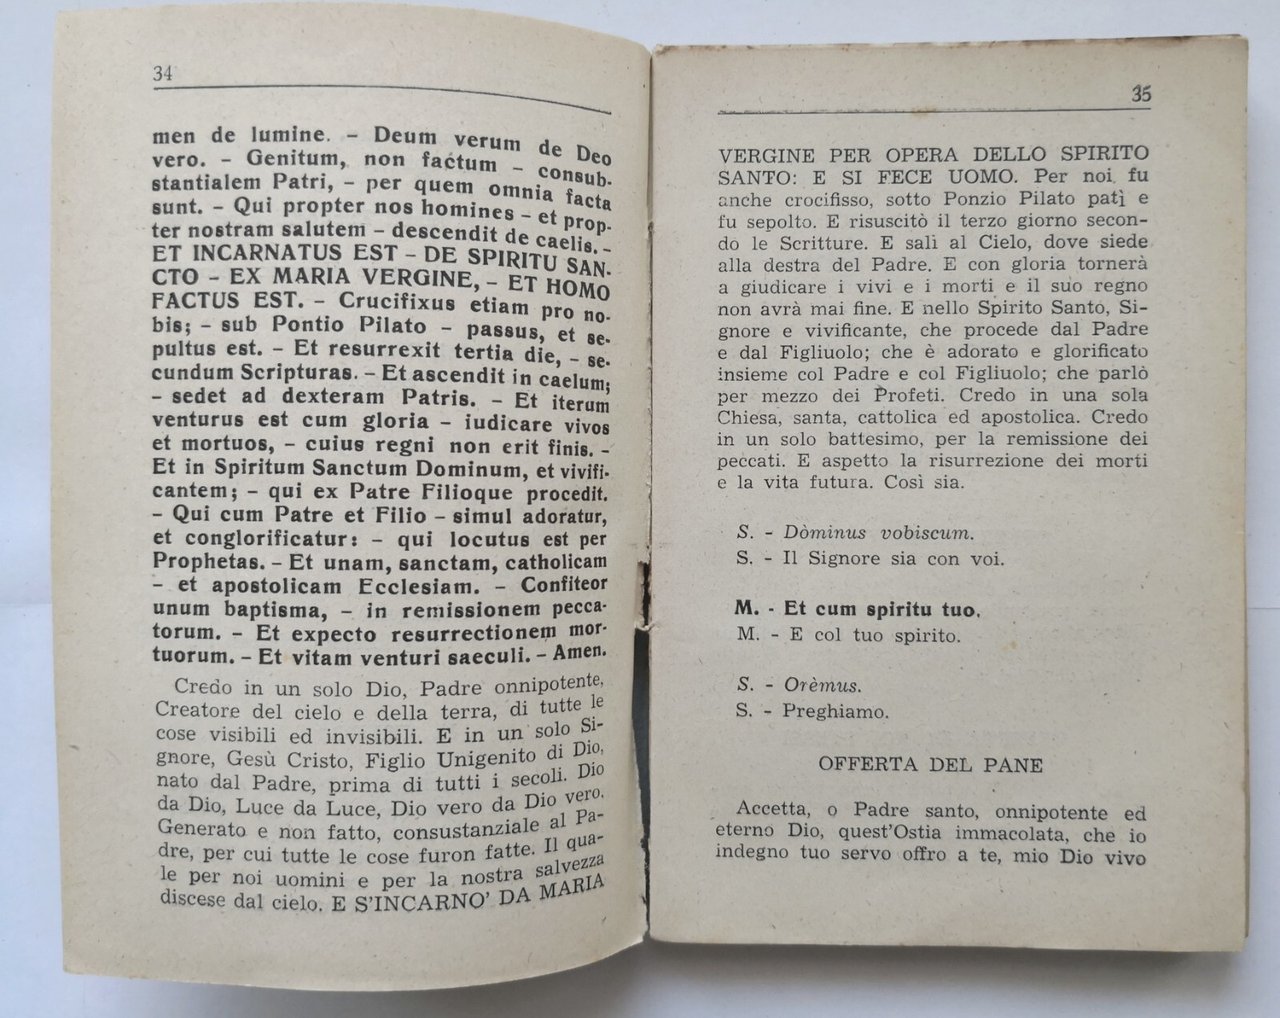 34
men de lumine. – Deum verum de Deo
vero. – Genitum, non factum – consub-
stantialem Patri, – per quem omnia facta
sunt. – Qui propter nos homines – et prop-
ter nostram salutem – descendit de caelis. –
ET INCARNATUS EST – DE SPIRITU SAN-
CTO – EX MARIA VERGINE, – ET HOMO
FACTUS EST. – Crucifixus etiam pro no-
bis; – sub Pontio Pilato – passus, et se-
pultus est. – Et resurrexit tertia die, – se-
cundum Scripturas. – Et ascendit in caelum;
– sedet ad dexteram Patris. – Et iterum
venturus est cum gloria – iudicare vivos
et mortuos, – cuius regni non erit finis. –
Et in Spiritum Sanctum Dominum, et vivifi-
cantem; – qui ex Patre Filioque procedit.
– Qui cum Patre et Filio – simul adoratur,
et conglorificatur: – qui locutus est per
Prophetas. – Et unam, sanctam, catholicam
– et apostolicam Ecclesiam. – Confiteor
unum baptisma, – in remissionem pecca-
torum. – Et expecto resurrectionem mor-
tuorum. – Et vitam venturi saeculi. – Amen.
Credo in un solo Dio, Padre onnipotente,
Creatore del cielo e della terra, di tutte le
cose visibili ed invisibili. E in un solo Si-
gnore, Gesù Cristo, Figlio Unigenito di Dio,
nato dal Padre, prima di tutti i secoli. Dio
da Dio, Luce da Luce, Dio vero da Dio vero.
Generato e non fatto, consustanziale al Pa-
dre, per cui tutte le cose furon fatte. Il qua-
le per noi uomini e per la nostra salvezza
discese dal cielo. E S'INCARNO' DA MARIA
35
VERGINE PER OPERA DELLO SPIRITO
SANTO: E SI FECE UOMO. Per noi fu
anche crocifisso, sotto Ponzio Pilato patì e
fu sepolto. E risuscitò il terzo giorno secon-
do le Scritture. E salì al Cielo, dove siede
alla destra del Padre. E con gloria tornerà
a giudicare i vivi e i morti e il suo regno
non avrà mai fine. E nello Spirito Santo, Si-
gnore e vivificante, che procede dal Padre
e dal Figliuolo; che è adorato e glorificato
insieme col Padre e col Figliuolo; che parlò
per mezzo dei Profeti. Credo in una sola
Chiesa, santa, cattolica ed apostolica. Credo
in un solo battesimo, per la remissione dei
peccati. E aspetto la risurrezione dei morti
e la vita futura. Così sia.
S. – Dòminus vobiscum.
S. – Il Signore sia con voi.
M. - Et cum spiritu tuo.
M. – E col tuo spirito.
S. – Orèmus.
S. – Preghiamo.
OFFERTA DEL PANE
Accetta, o Padre santo, onnipotente ed
eterno Dio, quest'Ostia immacolata, che io
indegno tuo servo offro a te, mio Dio vivo